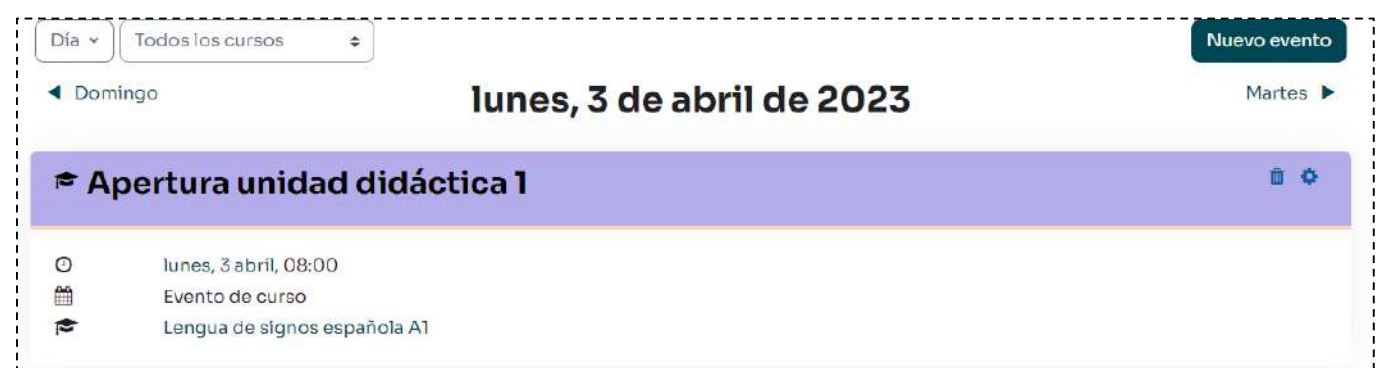 Día Todos los cursos Nuevo evento
Domingo lunes, 3 de abril de 2023 Martes
Apertura unidad didáctica 1
lunes, 3 abril, 08:00
Evento de curso
Lengua de signos española A1